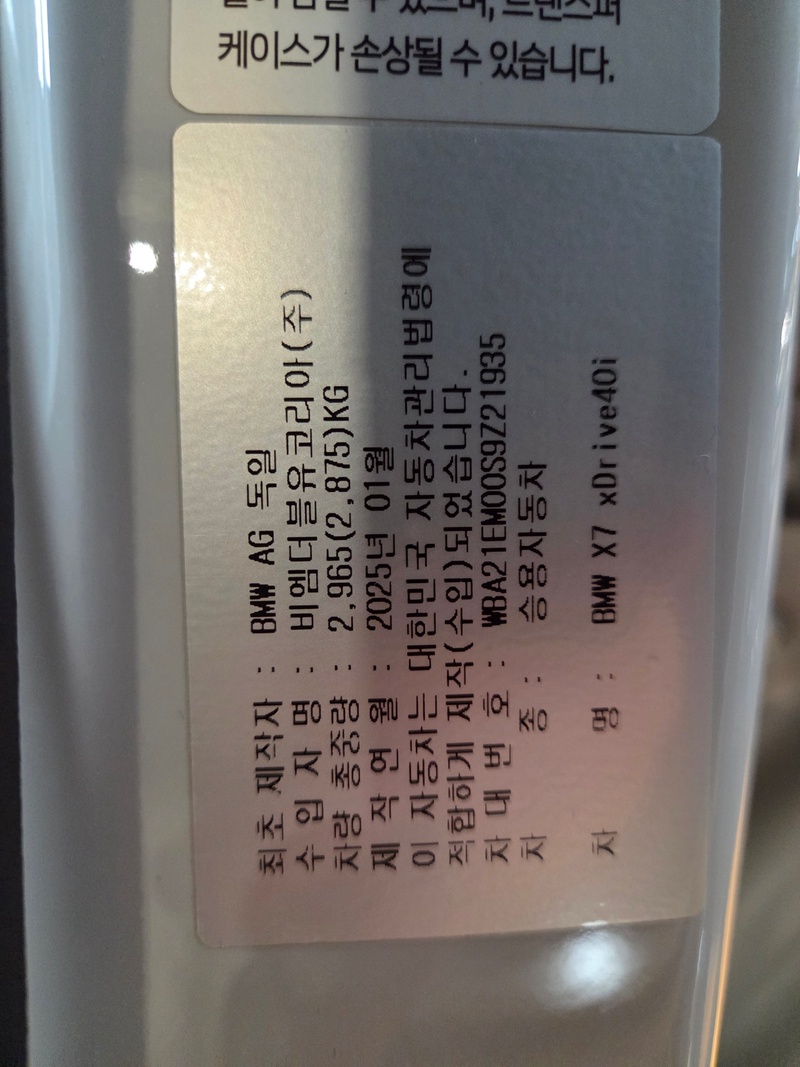 케이스가 손상될 수 있습니다.
최초 제작자 : BMW AG 독일
수 입 자 명 : 비엠더블유코리아(주)
차량 총중량 : 2,965(2,875)KG
제 작 연 월 : 2025년 01월
이 자동차는 대한민국 자동차관리법령에
적합하게 제작(수입)되었습니다.
차 대 번 호 : WBA21EM00S9Z21935
차 종 : 승용자동차
차 명 : BMW X7 xDrive40i